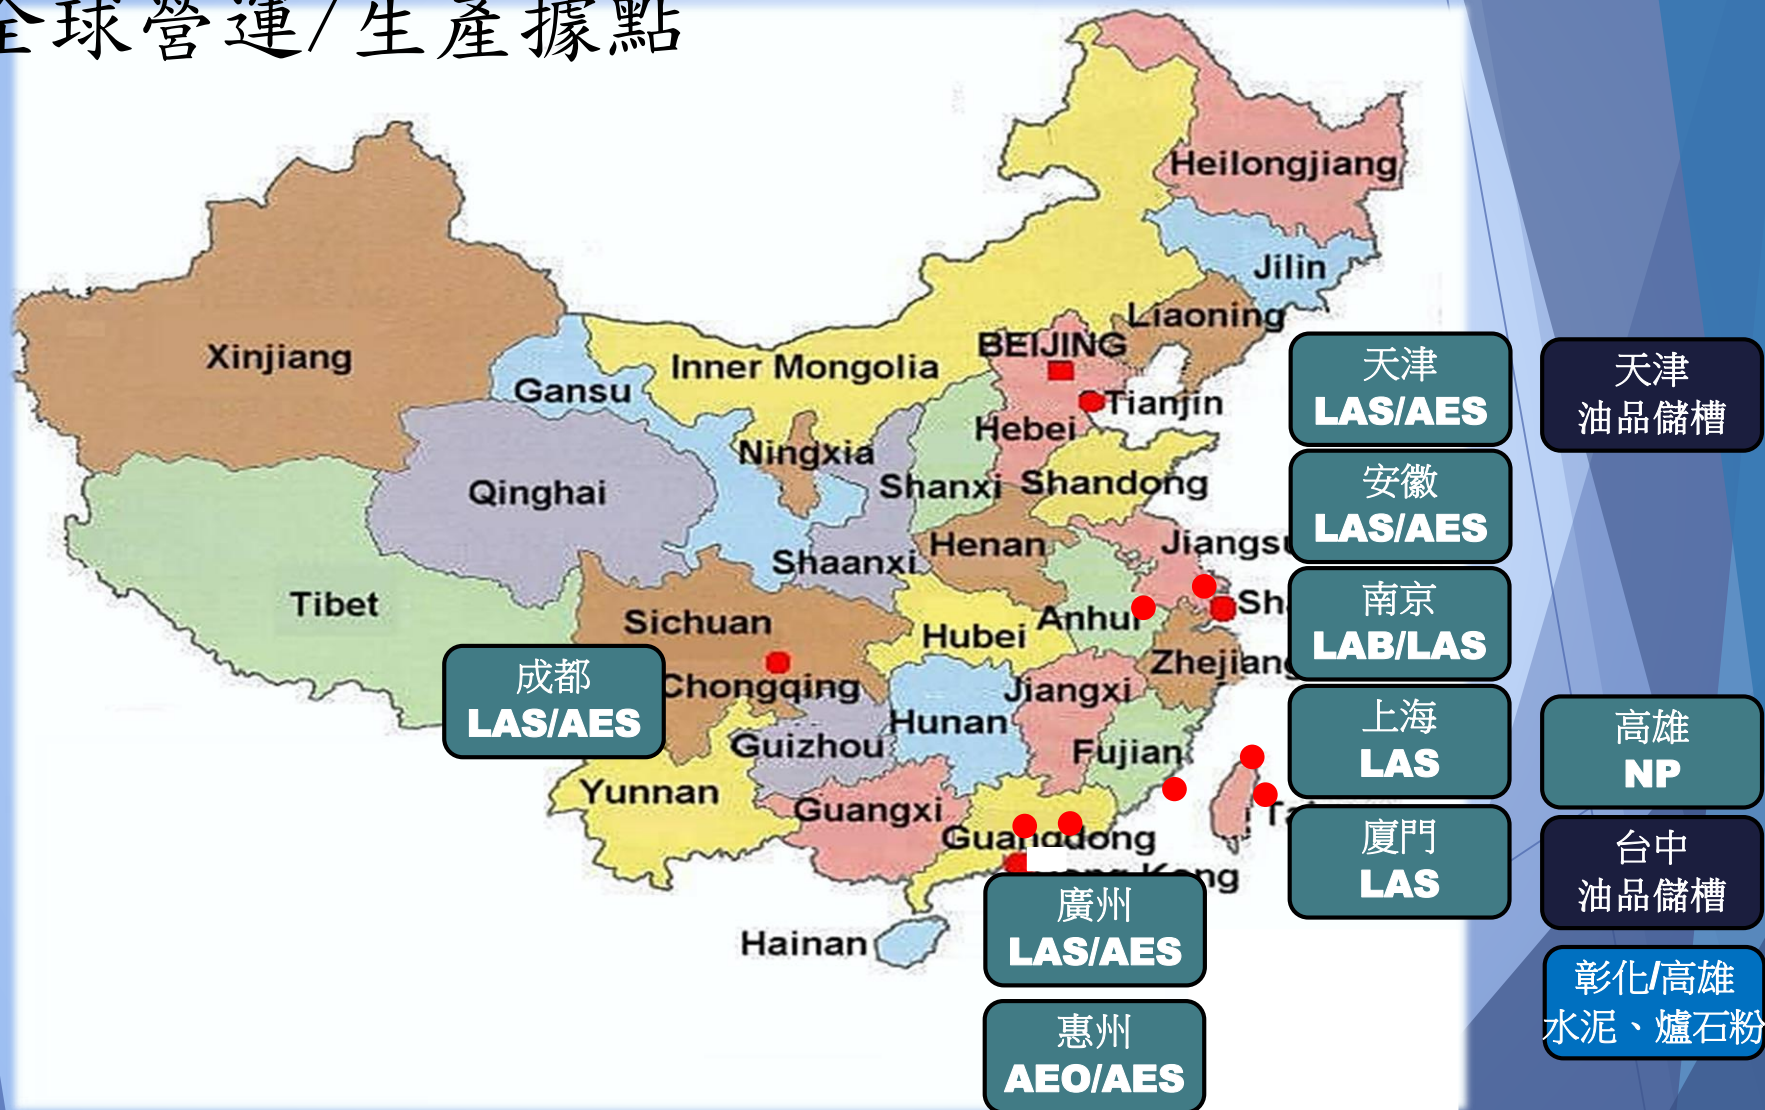 全球營運/生產據點
Heilongjiang
Jilin
Liaoning
BEIJING
Xinjiang
Inner Mongolia
Gansu
Tianjin
Hebei
Ningxia
Shanxi
Shandong
Qinghai
Henan
Jiangsu
Shaanxi
Tibet
Sh
Anhui
Sichuan
Hubei
Zhejiang
Chongqing
Jiangxi
Hunan
Guizhou
Fujian
Yunnan
Guangxi
Guangdong
Kong
Hainan
天津
LAS/AES
天津
油品儲槽
安徽
LAS/AES
南京
LAB/LAS
成都
LAS/AES
上海
LAS
高雄
NP
廈門
LAS
台中
油品儲槽
廣州
LAS/AES
彰化/高雄
水泥、爐石粉
惠州
AEO/AES